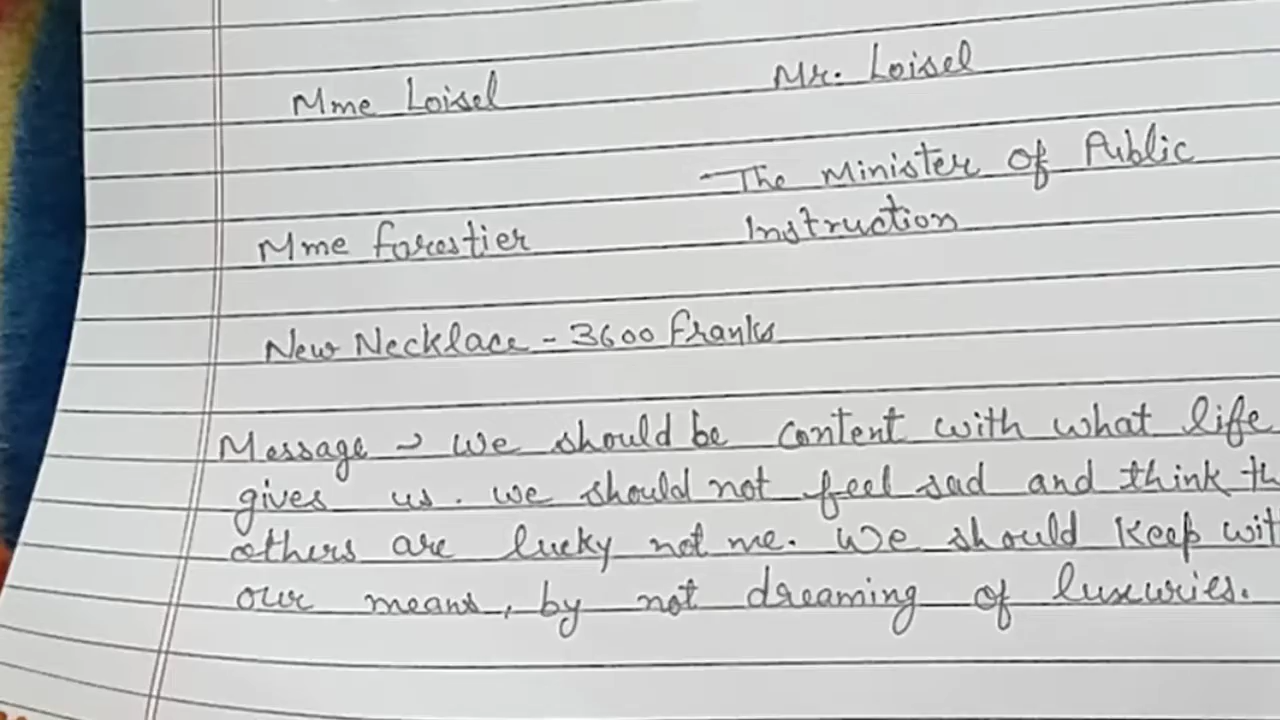 Mme Loisel Mr. Loisel
The Minister of Public
Mme forestier Instruction
New Necklace - 3600 franks
Message → We should be content with what life
gives us. we should not feel sad and think th
others are lucky not me. We should keep wit
our means, by not dreaming of luxuries.